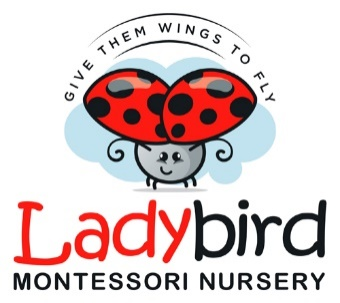 GIVE THEM WINGS TO FLY
Ladybird
MONTESSORI NURSERY